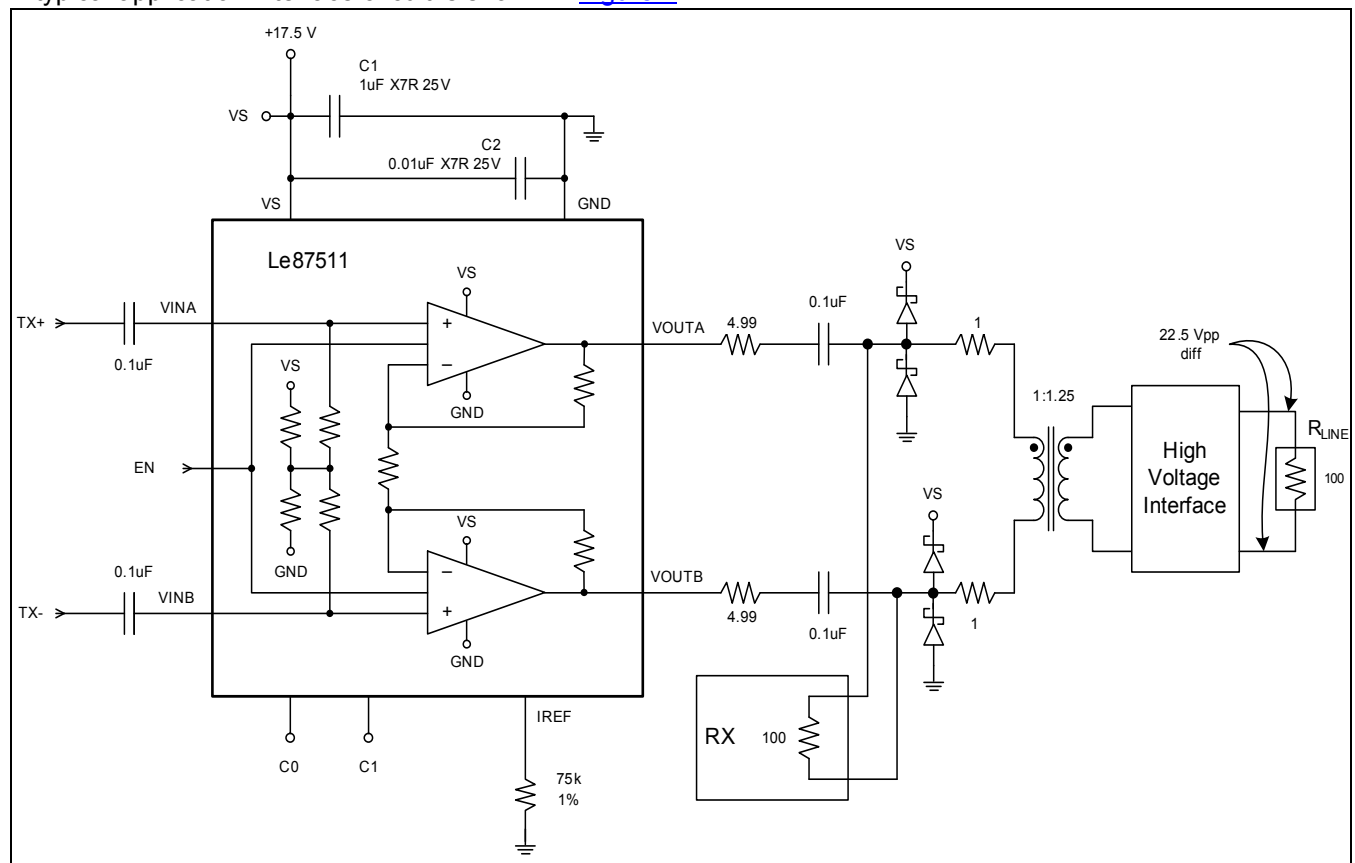 +17.5 V
C1
1uF X7R 25V
VS
C2
0.01uF X7R 25V
VS
GND
Le87511
VS
VS
TX+
VINA
+
VOUTA
4.99
0.1uF
1
22.5 Vpp
diff
0.1uF
VS
−
GND
1:1.25
R LINE
EN
High
Voltage
Interface
100
VS
VS
GND
0.1uF
−
VOUTB
TX-
VINB
+
4.99
0.1uF
1
GND
IREF
RX
100
C0
C1
75k
1%